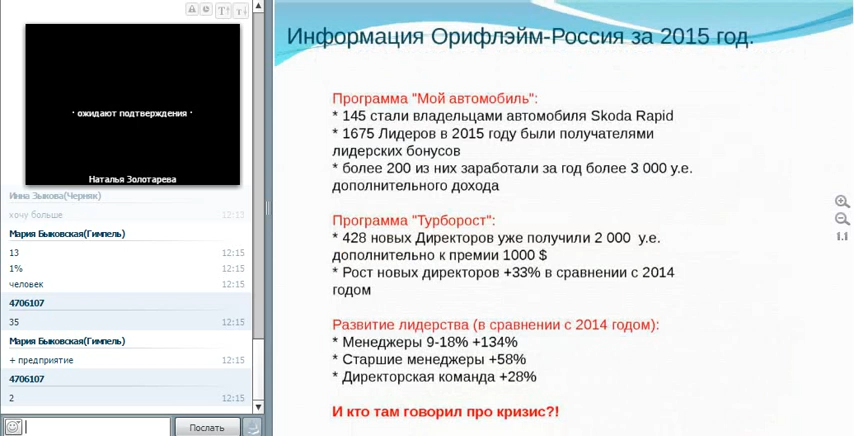 · ожидают подтверждения ·
Наталья Золотарева
Инна Зыкова(Черняк)
хочу больше 12:13
Мария Быковская(Гимпель)
13 12:15
1% 12:15
человек 12:15
4706107
35 12:15
Мария Быковская(Гимпель)
+ предприятие 12:15
4706107
2 12:15
Послать
Информация Орифлэйм-Россия за 2015 год.
Программа "Мой автомобиль":
* 145 стали владельцами автомобиля Skoda Rapid
* 1675 Лидеров в 2015 году были получателями
лидерских бонусов
* более 200 из них заработали за год более 3 000 у.е.
дополнительного дохода
Программа "Турборост":
* 428 новых Директоров уже получили 2 000 у.е.
дополнительно к премии 1000 $
* Рост новых директоров +33% в сравнении с 2014
годом
Развитие лидерства (в сравнении с 2014 годом):
* Менеджеры 9-18% +134%
* Старшие менеджеры +58%
* Директорская команда +28%
И кто там говорил про кризис?!
1.1